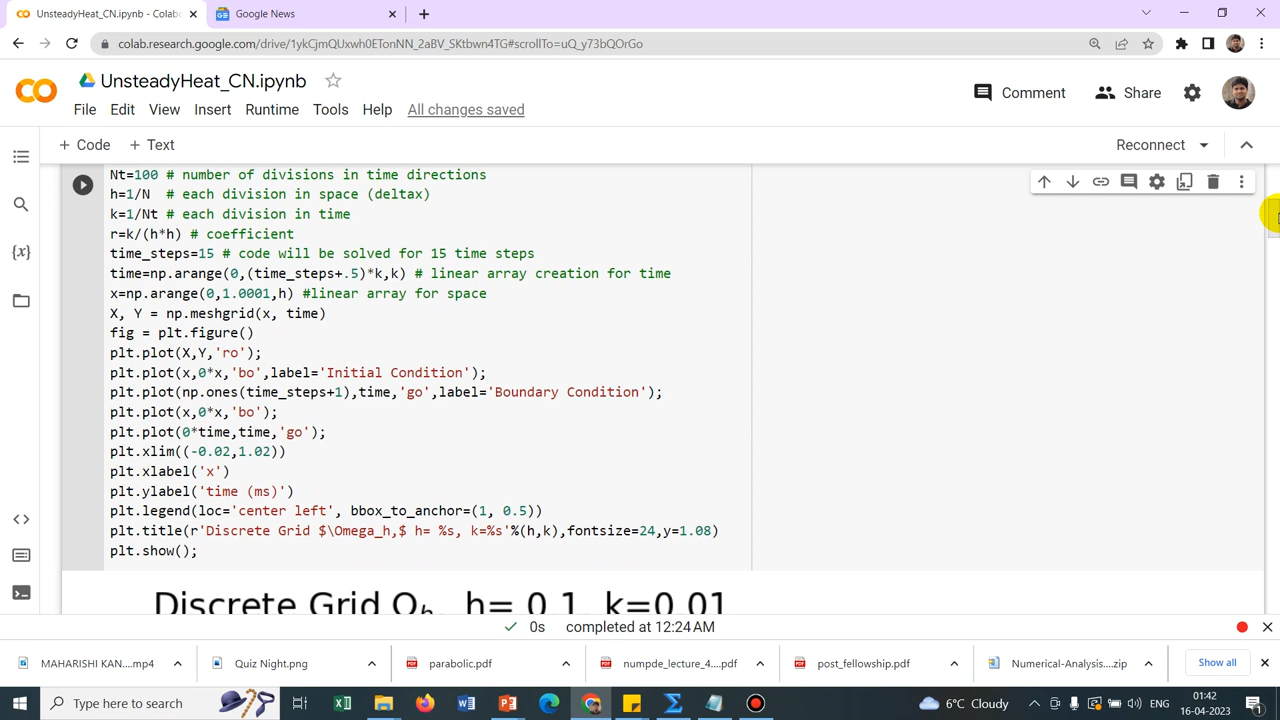 UnsteadyHeat_CN.ipynb - Colab
Google News
colab.research.google.com/drive/1ykCjmQUxwh0ETonNN_2aBV_SKtbwn4TG#scrollTo=uQ_y73bQOrGo
UnsteadyHeat_CN.ipynb
Comment
Share
File Edit View Insert Runtime Tools Help All changes saved
+ Code + Text
Reconnect
Nt=100 # number of divisions in time directions
h=1/N # each division in space (deltax)
k=1/Nt # each division in time
r=k/(h*h) # coefficient
time_steps=15 # code will be solved for 15 time steps
time=np.arange(0,(time_steps+.5)*k,k) # linear array creation for time
x=np.arange(0,1.0001,h) #linear array for space
X, Y = np.meshgrid(x, time)
fig = plt.figure()
plt.plot(X,Y,'ro');
plt.plot(x,0*x,'bo',label='Initial Condition');
plt.plot(np.ones(time_steps+1),time,'go',label='Boundary Condition');
plt.plot(x,0*x,'bo');
plt.plot(0*time,time,'go');
plt.xlim((-0.02,1.02))
plt.xlabel('x')
plt.ylabel('time (ms)')
plt.legend(loc='center left', bbox_to_anchor=(1, 0.5))
plt.title(r'Discrete Grid $\Omega_h,$ h= %s, k=%s'%(h,k),fontsize=24,y=1.08)
plt.show();
Discrete Grid Ωh, h= 0.1, k=0.01
0s completed at 12:24 AM
MAHARISHI KAN....mp4
Quiz Night.png
parabolic.pdf
numpde_lecture_4....pdf
post_fellowship.pdf
Numerical-Analysis....zip
Show all
Type here to search
6°C Cloudy
ENG
01:42
16-04-2023